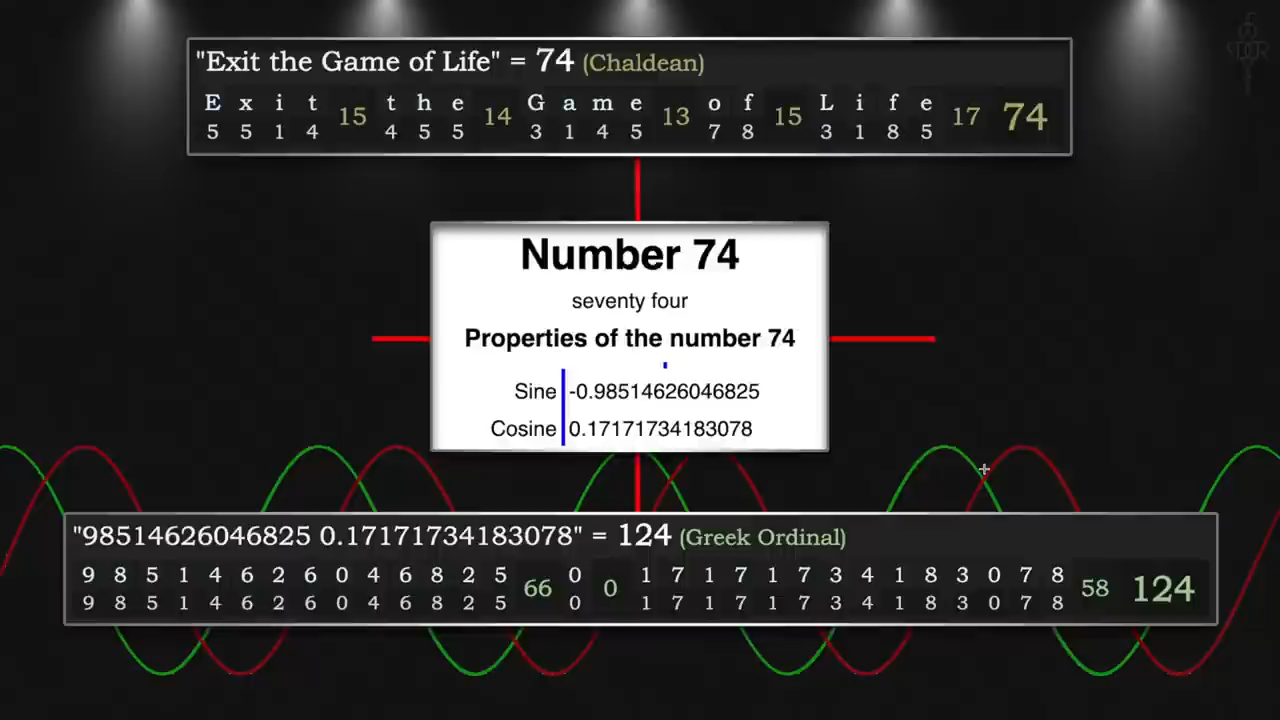 "Exit the Game of Life" = 74 (Chaldean)
E x i t 15 t h e 14 G a m e 13 o f 15 L i f e 17 74
5 5 1 4 4 5 5 3 1 4 5 7 8 3 1 8 5
Number 74
seventy four
Properties of the number 74
Sine -0.98514626046825
Cosine 0.17171734183078
"98514626046825 0.17171734183078" = 124 (Greek Ordinal)
9 8 5 1 4 6 2 6 0 4 6 8 2 5 66 0 0 1 7 1 7 1 7 3 4 1 8 3 0 7 8 58 124
9 8 5 1 4 6 2 6 0 4 6 8 2 5 0 1 7 1 7 1 7 3 4 1 8 3 0 7 8